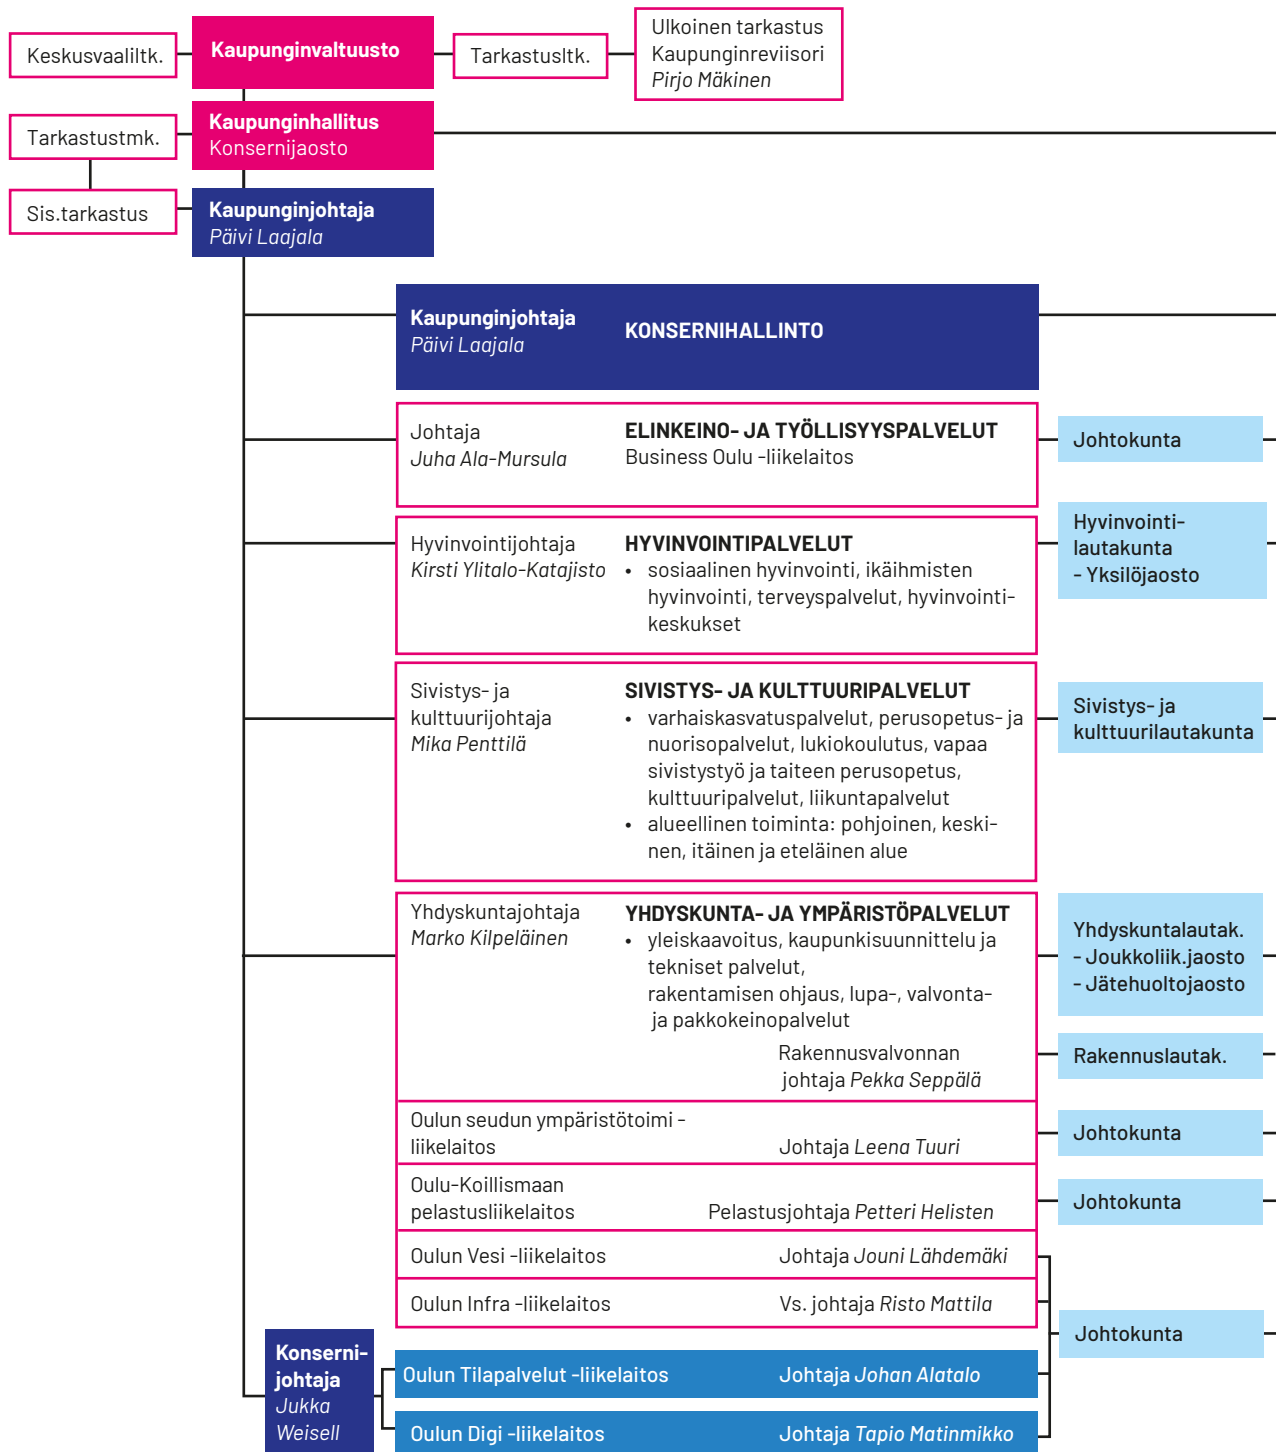 Keskusvaaliltk.
Kaupunginvaltuusto
Tarkastusltk.
Ulkoinen tarkastus
Kaupunginreviisori
Pirjo Mäkinen
Tarkastustmk.
Kaupunginhallitus
Konsernijaosto
Sis.tarkastus
Kaupunginjohtaja
Päivi Laajala
Kaupunginjohtaja
Päivi Laajala
KONSERNIHALLINTO
Johtaja
Juha Ala-Mursula
ELINKEINO- JA TYÖLLISYYSPALVELUT
Business Oulu -liikelaitos
Johtokunta
Hyvinvointijohtaja
Kirsti Ylitalo-Katajisto
HYVINVOINTIPALVELUT
• sosiaalinen hyvinvointi, ikäihmisten
hyvinvointi, terveyspalvelut, hyvinvointi-
keskukset
Hyvinvointi-
lautakunta
- Yksilöjaosto
Sivistys- ja
kulttuurijohtaja
Mika Penttilä
SIVISTYS- JA KULTTUURIPALVELUT
• varhaiskasvatuspalvelut, perusopetus- ja
nuorisopalvelut, lukiokoulutus, vapaa
sivistystyö ja taiteen perusopetus,
kulttuuripalvelut, liikuntapalvelut
• alueellinen toiminta: pohjoinen, keski-
nen, itäinen ja eteläinen alue
Sivistys- ja
kulttuurilautakunta
Yhdyskuntajohtaja
Marko Kilpeläinen
YHDYSKUNTA- JA YMPÄRISTÖPALVELUT
• yleiskaavoitus, kaupunkisuunnittelu ja
tekniset palvelut,
rakentamisen ohjaus, lupa-, valvonta-
ja pakkokeinopalvelut
Rakennusvalvonnan
johtaja Pekka Seppälä
Yhdyskuntalautak.
- Joukkoliik.jaosto
- Jätehuoltojaosto
Rakennuslautak.
Oulun seudun ympäristötoimi -
liikelaitos
Johtaja Leena Tuuri
Johtokunta
Oulu-Koillismaan
pelastusliikelaitos
Pelastusjohtaja Petteri Helisten
Johtokunta
Oulun Vesi -liikelaitos
Johtaja Jouni Lähdemäki
Oulun Infra -liikelaitos
Vs. johtaja Risto Mattila
Johtokunta
Konserni-
johtaja
Jukka
Weisell
Oulun Tilapalvelut -liikelaitos
Johtaja Johan Alatalo
Oulun Digi -liikelaitos
Johtaja Tapio Matinmikko